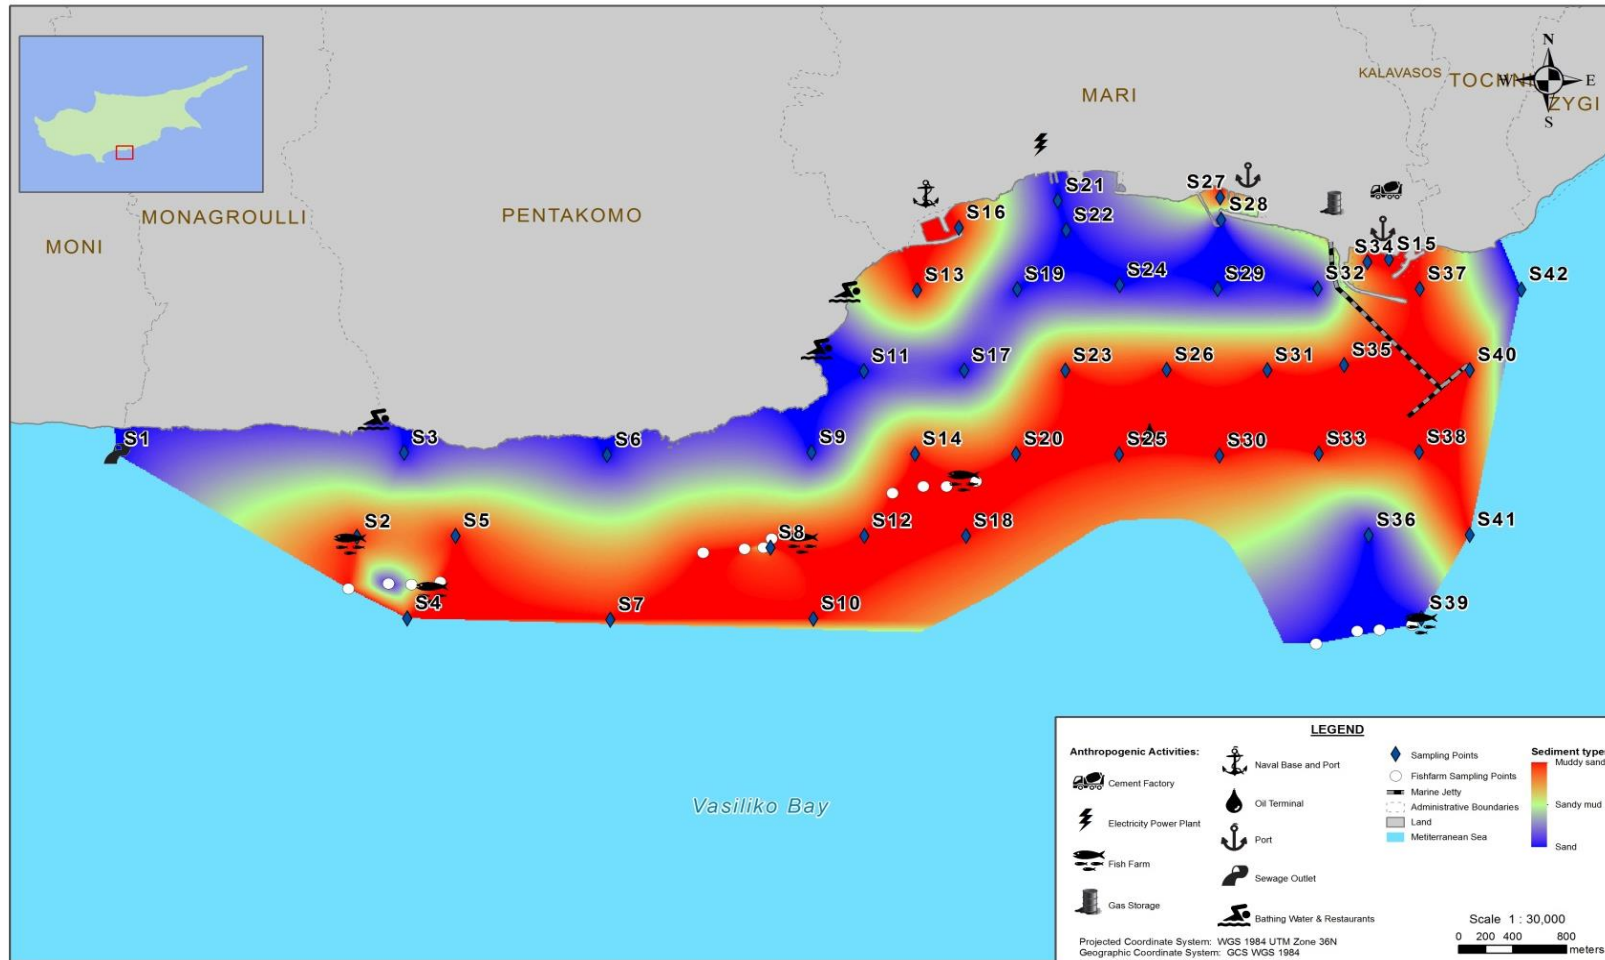 N
W
E
S
KALAVASOS
TOCHNI
ZYGI
MARI
PENTAKOMO
MONAGROULLI
MONI
S27
S21
S28
S16
S22
S34
S15
S13
S19
S24
S29
S32
S37
S42
S11
S17
S23
S26
S31
S35
S40
S1
S3
S6
S9
S14
S20
S25
S30
S33
S38
S2
S5
S8
S12
S18
S36
S41
S4
S7
S10
S39
Vasiliko Bay
LEGEND
Anthropogenic Activities:
Cement Factory
Electricity Power Plant
Fish Farm
Gas Storage
Naval Base and Port
Oil Terminal
Port
Sewage Outlet
Bathing Water & Restaurants
Sampling Points
Fishfarm Sampling Points
Marine Jetty
Administrative Boundaries
Land
Mediterranean Sea
Sediment type
Muddy sand
Sandy mud
Sand
Projected Coordinate System: WGS 1984 UTM Zone 36N
Geographic Coordinate System: GCS WGS 1984
Scale 1 : 30,000
0 200 400 800
meters